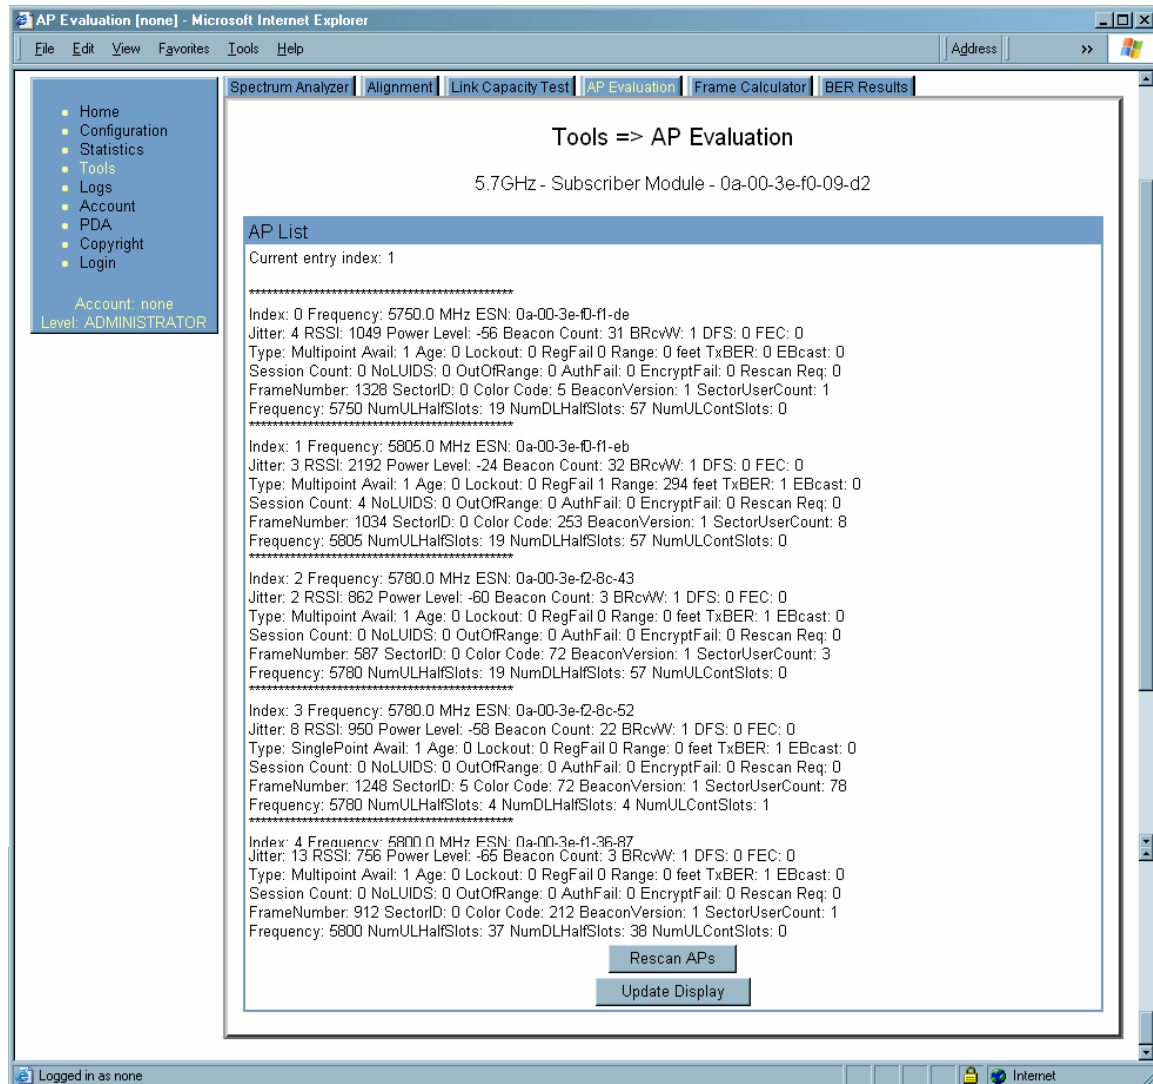 AP Evaluation [none] - Microsoft Internet Explorer
File Edit View Favorites Tools Help
Address »
Spectrum Analyzer Alignment Link Capacity Test AP Evaluation Frame Calculator BER Results
Home
Configuration
Statistics
Tools
Logs
Account
PDA
Copyright
Login
Account: none
Level: ADMINISTRATOR
Tools => AP Evaluation
5.7GHz - Subscriber Module - 0a-00-3e-f0-09-d2
AP List
Current entry index: 1
********************************************
Index: 0 Frequency: 5750.0 MHz ESN: 0a-00-3e-f0-f1-de
Jitter: 4 RSSI: 1049 Power Level: -56 Beacon Count: 31 BRcvW: 1 DFS: 0 FEC: 0
Type: Multipoint Avail: 1 Age: 0 Lockout: 0 RegFail 0 Range: 0 feet TxBER: 0 EBcast: 0
Session Count: 0 NoLUIDS: 0 OutOfRange: 0 AuthFail: 0 EncryptFail: 0 Rescan Req: 0
FrameNumber: 1328 SectorID: 0 Color Code: 5 BeaconVersion: 1 SectorUserCount: 1
Frequency: 5750 NumULHalfSlots: 19 NumDLHalfSlots: 57 NumULContSlots: 0
********************************************
Index: 1 Frequency: 5805.0 MHz ESN: 0a-00-3e-f0-f1-eb
Jitter: 3 RSSI: 2192 Power Level: -24 Beacon Count: 32 BRcvW: 1 DFS: 0 FEC: 0
Type: Multipoint Avail: 1 Age: 0 Lockout: 0 RegFail 1 Range: 294 feet TxBER: 1 EBcast: 0
Session Count: 4 NoLUIDS: 0 OutOfRange: 0 AuthFail: 0 EncryptFail: 0 Rescan Req: 0
FrameNumber: 1034 SectorID: 0 Color Code: 253 BeaconVersion: 1 SectorUserCount: 8
Frequency: 5805 NumULHalfSlots: 19 NumDLHalfSlots: 57 NumULContSlots: 0
********************************************
Index: 2 Frequency: 5780.0 MHz ESN: 0a-00-3e-f2-8c-43
Jitter: 2 RSSI: 862 Power Level: -60 Beacon Count: 3 BRcvW: 1 DFS: 0 FEC: 0
Type: Multipoint Avail: 1 Age: 0 Lockout: 0 RegFail 0 Range: 0 feet TxBER: 1 EBcast: 0
Session Count: 0 NoLUIDS: 0 OutOfRange: 0 AuthFail: 0 EncryptFail: 0 Rescan Req: 0
FrameNumber: 587 SectorID: 0 Color Code: 72 BeaconVersion: 1 SectorUserCount: 3
Frequency: 5780 NumULHalfSlots: 19 NumDLHalfSlots: 57 NumULContSlots: 0
********************************************
Index: 3 Frequency: 5780.0 MHz ESN: 0a-00-3e-f2-8c-52
Jitter: 8 RSSI: 950 Power Level: -58 Beacon Count: 22 BRcvW: 1 DFS: 0 FEC: 0
Type: SinglePoint Avail: 1 Age: 0 Lockout: 0 RegFail 0 Range: 0 feet TxBER: 1 EBcast: 0
Session Count: 0 NoLUIDS: 0 OutOfRange: 0 AuthFail: 0 EncryptFail: 0 Rescan Req: 0
FrameNumber: 1248 SectorID: 5 Color Code: 72 BeaconVersion: 1 SectorUserCount: 78
Frequency: 5780 NumULHalfSlots: 4 NumDLHalfSlots: 4 NumULContSlots: 1
********************************************
Index: 4 Frequency: 5800.0 MHz ESN: 0a-00-3e-f1-36-87
Jitter: 13 RSSI: 756 Power Level: -65 Beacon Count: 3 BRcvW: 1 DFS: 0 FEC: 0
Type: Multipoint Avail: 1 Age: 0 Lockout: 0 RegFail 0 Range: 0 feet TxBER: 1 EBcast: 0
Session Count: 0 NoLUIDS: 0 OutOfRange: 0 AuthFail: 0 EncryptFail: 0 Rescan Req: 0
FrameNumber: 912 SectorID: 0 Color Code: 212 BeaconVersion: 1 SectorUserCount: 1
Frequency: 5800 NumULHalfSlots: 37 NumDLHalfSlots: 38 NumULContSlots: 0
Rescan APs
Update Display
Logged in as none
Internet